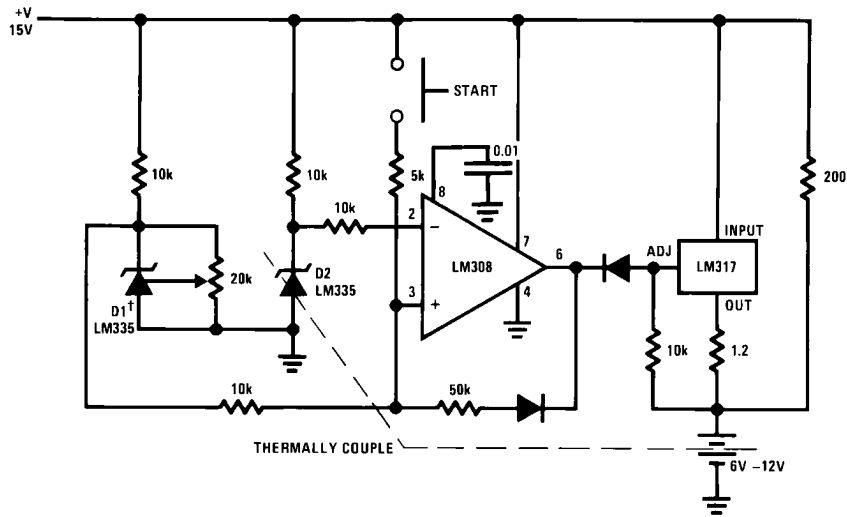 +V
15V
START
0.01
10k
10k
5k
8
200
10k
2
−
7
INPUT
20k
D2
LM335
LM308
6
ADJ
LM317
D1†
LM335
3
+
4
OUT
10k
1.2
10k
50k
THERMALLY COUPLE
6V −12V